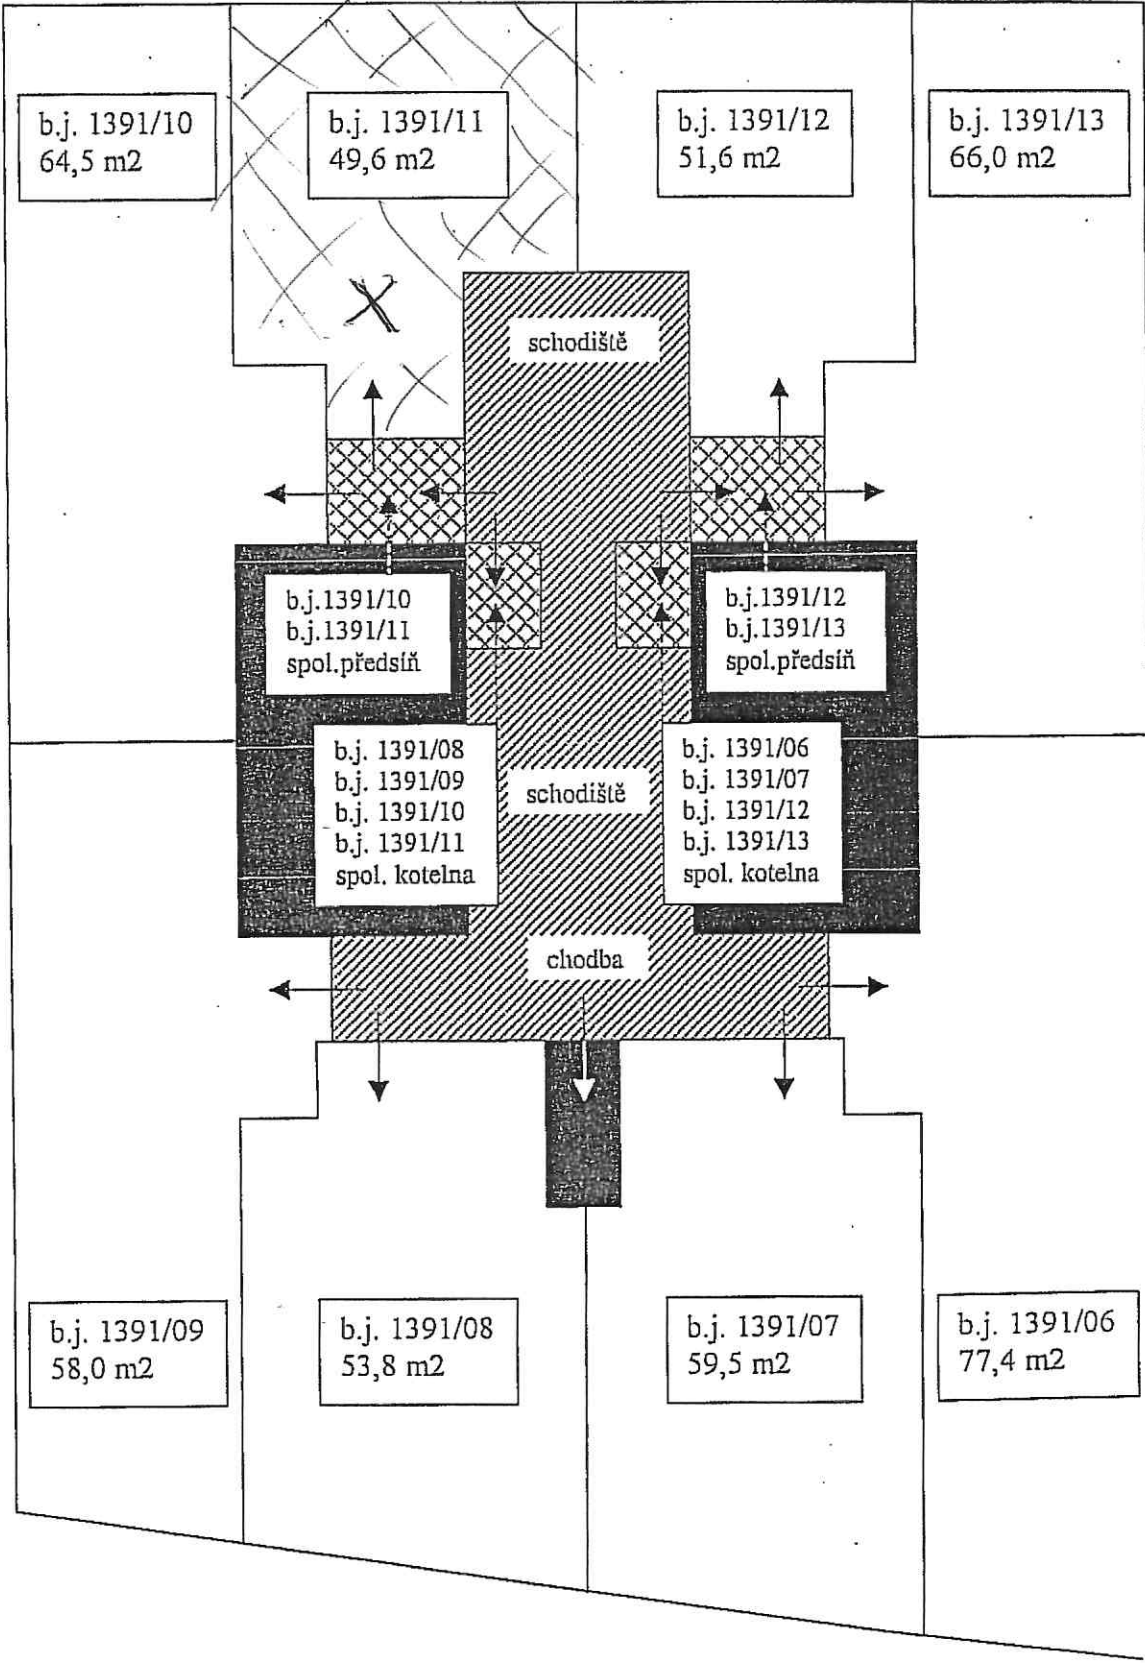 b.j. 1391/10
64,5 m2
b.j. 1391/11
49,6 m2
b.j. 1391/12
51,6 m2
b.j. 1391/13
66,0 m2
schodiště
b.j.1391/10
b.j.1391/11
spol.předsíň
b.j.1391/12
b.j.1391/13
spol.předsíň
b.j. 1391/08
b.j. 1391/09
b.j. 1391/10
b.j. 1391/11
spol. kotelna
schodiště
b.j. 1391/06
b.j. 1391/07
b.j. 1391/12
b.j. 1391/13
spol. kotelna
chodba
b.j. 1391/09
58,0 m2
b.j. 1391/08
53,8 m2
b.j. 1391/07
59,5 m2
b.j. 1391/06
77,4 m2